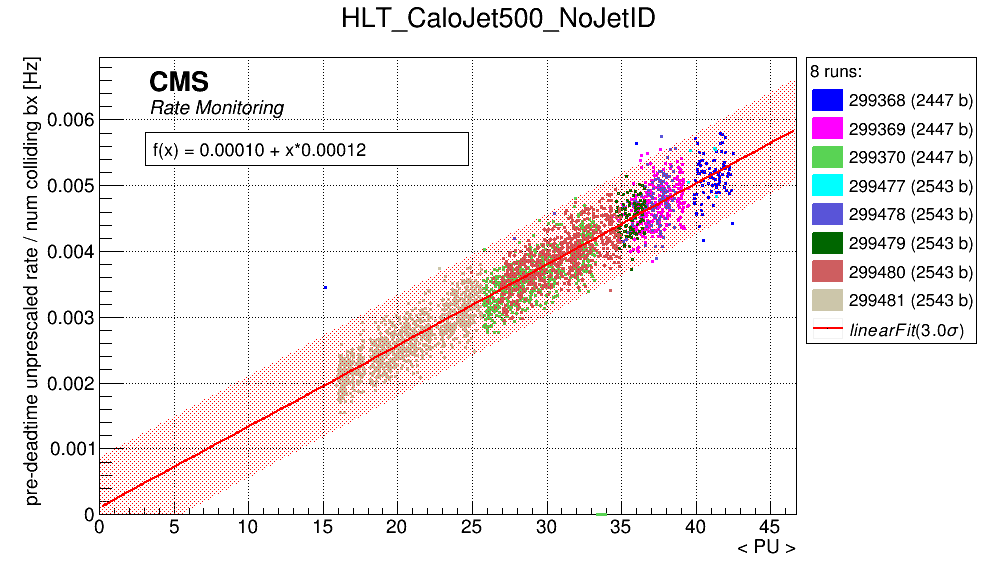 HLT_CaloJet500_NoJetID
pre-deadtime unprescaled rate / num colliding bx [Hz]
CMS
Rate Monitoring
f(x) = 0.00010 + x*0.00012
0.006
0.005
0.004
0.003
0.002
0.001
0
0 5 10 15 20 25 30 35 40 45
< PU >
8 runs:
299368 (2447 b)
299369 (2447 b)
299370 (2447 b)
299477 (2543 b)
299478 (2543 b)
299479 (2543 b)
299480 (2543 b)
299481 (2543 b)
linearFit(3.0σ)